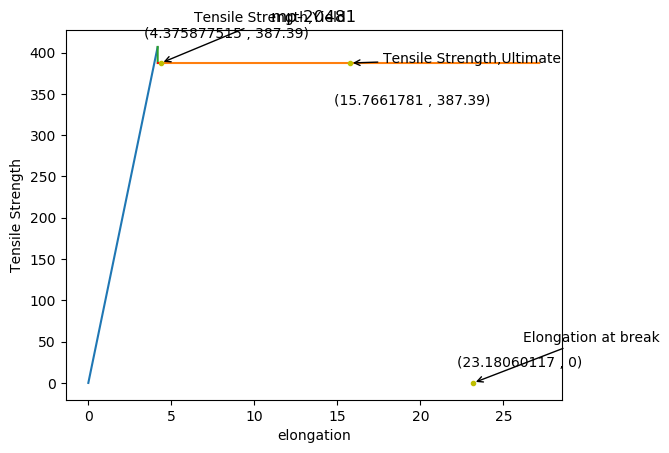 Tensile Strength,Yield
mp-20481
(4.375877515 , 387.39)
Tensile Strength,Ultimate
(15.7661781 , 387.39)
Elongation at break
(23.18060117 , 0)
400
350
300
250
200
150
100
50
0
Tensile Strength
0 5 10 15 20 25
elongation